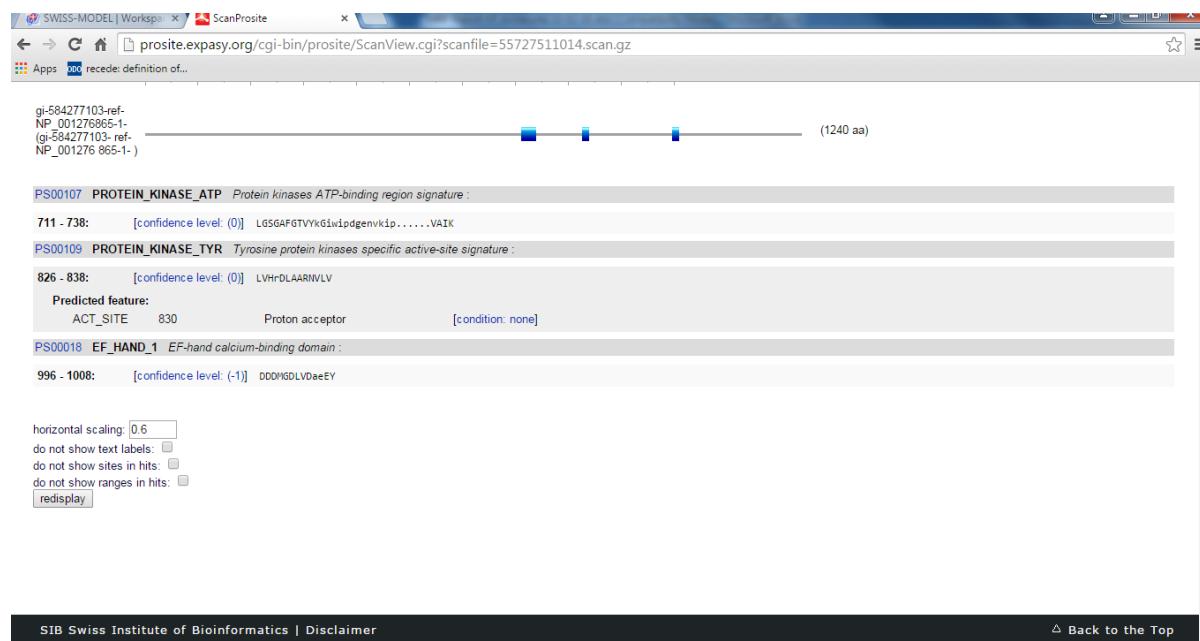 SWISS-MODEL | Workspa
ScanProsite
prosite.expasy.org/cgi-bin/prosite/ScanView.cgi?scanfile=55727511014.scan.gz
Apps ODO recede: definition of...
gi-584277103-ref-
NP_001276865-1-
(gi-584277103- ref-
NP_001276 865-1- )
(1240 aa)
PS00107 PROTEIN_KINASE_ATP Protein kinases ATP-binding region signature :
711 - 738: [confidence level: (0)] LGSGAFGTVYkGiwipdgenvkip......VAIK
PS00109 PROTEIN_KINASE_TYR Tyrosine protein kinases specific active-site signature :
826 - 838: [confidence level: (0)] LVHrDLAARNVLV
Predicted feature:
ACT_SITE 830 Proton acceptor [condition: none]
PS00018 EF_HAND_1 EF-hand calcium-binding domain :
996 - 1008: [confidence level: (-1)] DDDMGDLVDaeEY
horizontal scaling: 0.6
do not show text labels:
do not show sites in hits:
do not show ranges in hits:
redisplay
SIB Swiss Institute of Bioinformatics | Disclaimer
Back to the Top